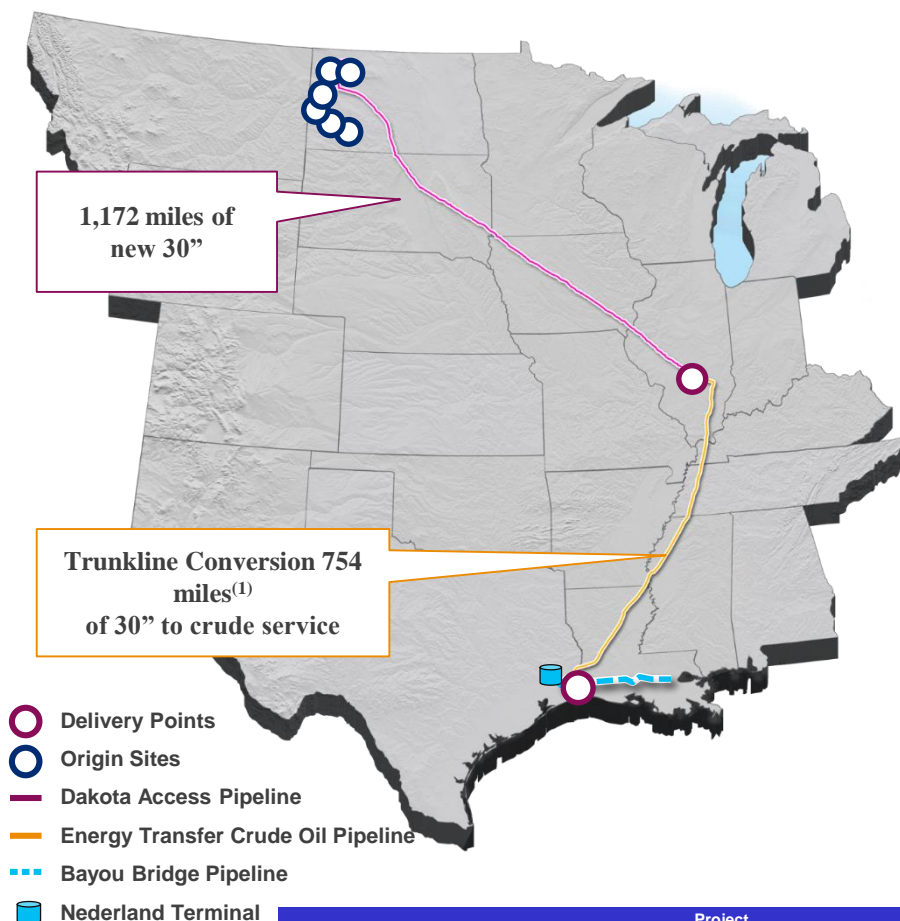 1,172 miles of
new 30”
Trunkline Conversion 754
miles(1)
of 30” to crude service
Delivery Points
Origin Sites
Dakota Access Pipeline
Energy Transfer Crude Oil Pipeline
Bayou Bridge Pipeline
Nederland Terminal
Project